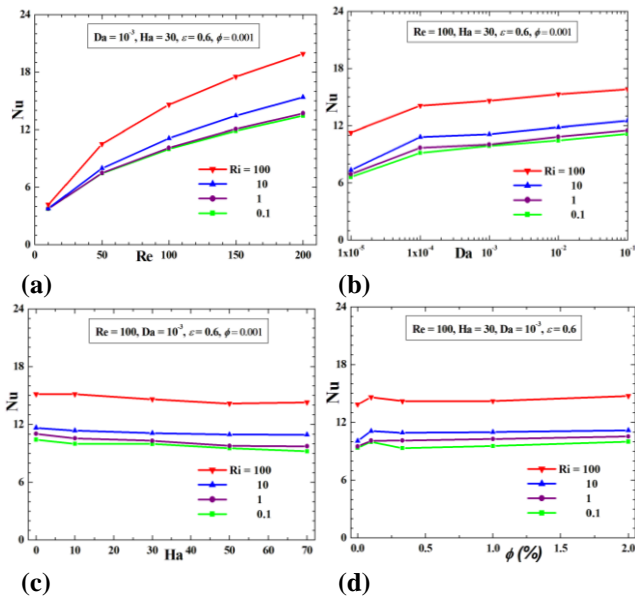 24
18
12
6
0
Nu
Da = 10⁻³, Ha = 30, ε = 0.6, ϕ = 0.001
Ri = 100
10
1
0.1
0 50 100 150 200
Re
(a)
24
18
12
6
0
Nu
Re = 100, Ha = 30, ε = 0.6, ϕ = 0.001
Ri = 100
10
1
0.1
1x10⁻⁵ 1x10⁻⁴ 10⁻³ 10⁻² 10⁻¹
Da
(b)
24
18
12
6
0
Nu
Re = 100, Da = 10⁻³, ε = 0.6, ϕ = 0.001
Ri = 100
10
1
0.1
0 10 20 30 40 50 60 70
Ha
(c)
24
18
12
6
0
Nu
Re = 100, Ha = 30, Da = 10⁻³, ε = 0.6
Ri = 100
10
1
0.1
0.0 0.5 1.0 1.5 2.0
ϕ (%)
(d)